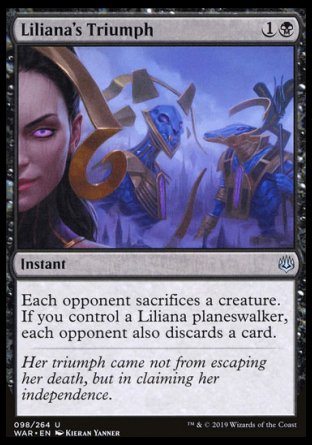 Liliana's Triumph 1
Instant
Each opponent sacrifices a creature.
If you control a Liliana planeswalker,
each opponent also discards a card.
Her triumph came not from escaping
her death, but in claiming her
independence.
098/264 U
WAR • EN Kieran Yanner
™ & © 2019 Wizards of the Coast